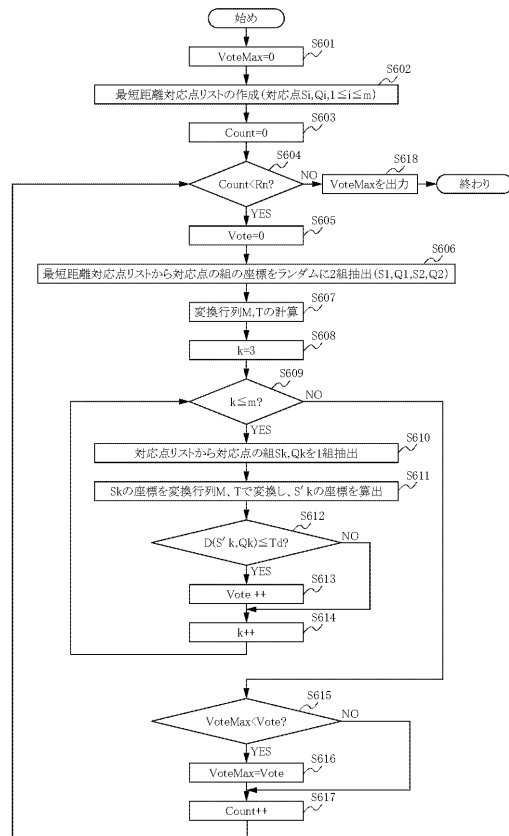 始め
S601
VoteMax=0
S602
最短距離対応点リストの作成(対応点Si,Qi,1≦i≦m)
S603
Count=0
S604
Count<Rn?
NO
S618
VoteMaxを出力
終わり
YES
S605
Vote=0
S606
最短距離対応点リストから対応点の組の座標をランダムに2組抽出(S1,Q1,S2,Q2)
S607
変換行列M,Tの計算
S608
k=3
S609
k≦m?
NO
YES
S610
対応点リストから対応点の組Sk,Qkを1組抽出
S611
Skの座標を変換行列M、Tで変換し、S'kの座標を算出
S612
D(S'k,Qk)≦Td?
NO
YES
S613
Vote ++
S614
k++
S615
VoteMax<Vote?
NO
YES
S616
VoteMax=Vote
S617
Count++